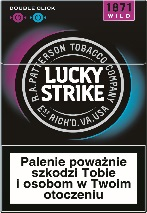 DOUBLE CLICK
1871
WILD
R.A. PATTERSON TOBACCO COMPANY
LUCKY
STRIKE
EST RICH'D. VA. USA
Palenie poważnie
szkodzi Tobie
i osobom w Twoim
otoczeniu